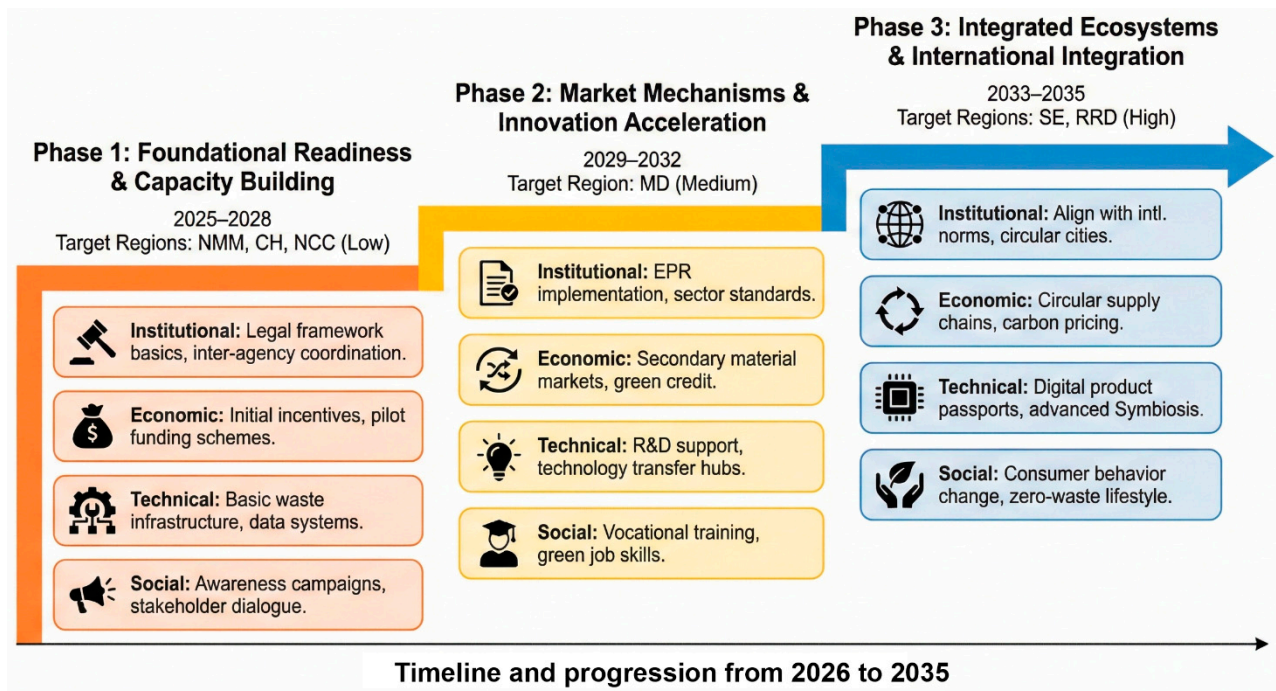 Phase 1: Foundational Readiness
& Capacity Building
2025–2028
Target Regions: NMM, CH, NCC (Low)
Institutional: Legal framework
basics, inter-agency coordination.
$
Economic: Initial incentives, pilot
funding schemes.
Technical: Basic waste
infrastructure, data systems.
Social: Awareness campaigns,
stakeholder dialogue.
Phase 2: Market Mechanisms &
Innovation Acceleration
2029–2032
Target Region: MD (Medium)
Institutional: EPR
implementation, sector standards.
Economic: Secondary material
markets, green credit.
Technical: R&D support,
technology transfer hubs.
Social: Vocational training,
green job skills.
Phase 3: Integrated Ecosystems
& International Integration
2033–2035
Target Regions: SE, RRD (High)
Institutional: Align with intl.
norms, circular cities.
Economic: Circular supply
chains, carbon pricing.
Technical: Digital product
passports, advanced Symbiosis.
Social: Consumer behavior
change, zero-waste lifestyle.
Timeline and progression from 2026 to 2035